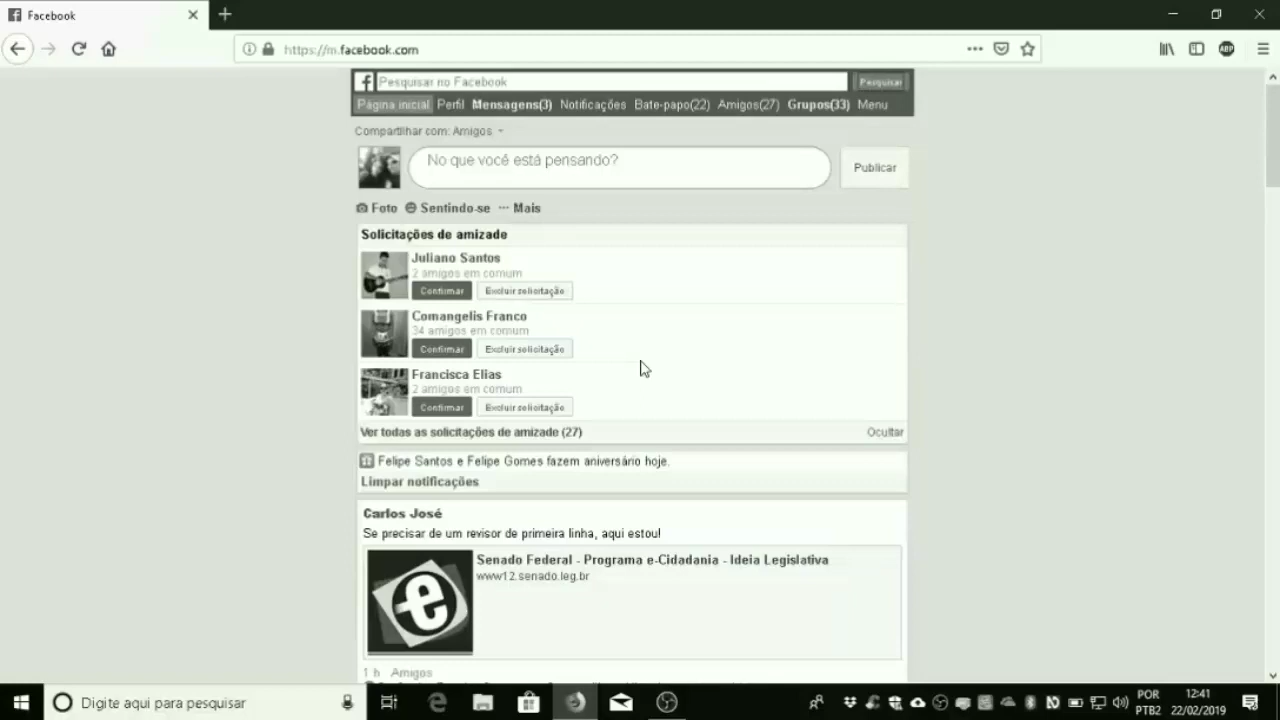 Facebook
https://m.facebook.com
Pesquisar no Facebook
Pesquisar
Página inicial Perfil Mensagens(3) Notificações Bate-papo(22) Amigos(27) Grupos(33) Menu
Compartilhar com: Amigos
No que você está pensando?
Publicar
Foto Sentindo-se ··· Mais
Solicitações de amizade
Juliano Santos
2 amigos em comum
Confirmar Excluir solicitação
Comangelis Franco
34 amigos em comum
Confirmar Excluir solicitação
Francisca Elias
2 amigos em comum
Confirmar Excluir solicitação
Ver todas as solicitações de amizade (27) Ocultar
Felipe Santos e Felipe Gomes fazem aniversário hoje.
Limpar notificações
Carlos José
Se precisar de um revisor de primeira linha, aqui estou!
Senado Federal - Programa e-Cidadania - Ideia Legislativa
www12.senado.leg.br
1 h Amigos
Digite aqui para pesquisar
POR 12:41
PTB2 22/02/2019